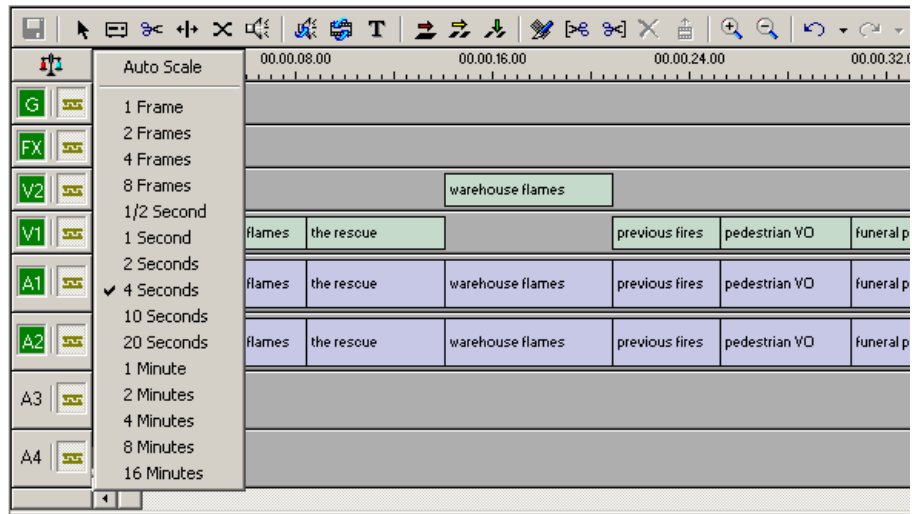 T
Auto Scale
00.00.08.00 00.00.16.00 00.00.24.00 00.00.32.0
G
1 Frame
2 Frames
FX
4 Frames
V2
8 Frames
warehouse flames
1/2 Second
V1
1 Second
flames the rescue previous fires pedestrian VO funeral p
2 Seconds
A1
4 Seconds
flames the rescue warehouse flames previous fires pedestrian VO funeral p
10 Seconds
A2
20 Seconds
flames the rescue warehouse flames previous fires pedestrian VO funeral p
1 Minute
A3
2 Minutes
4 Minutes
A4
8 Minutes
16 Minutes